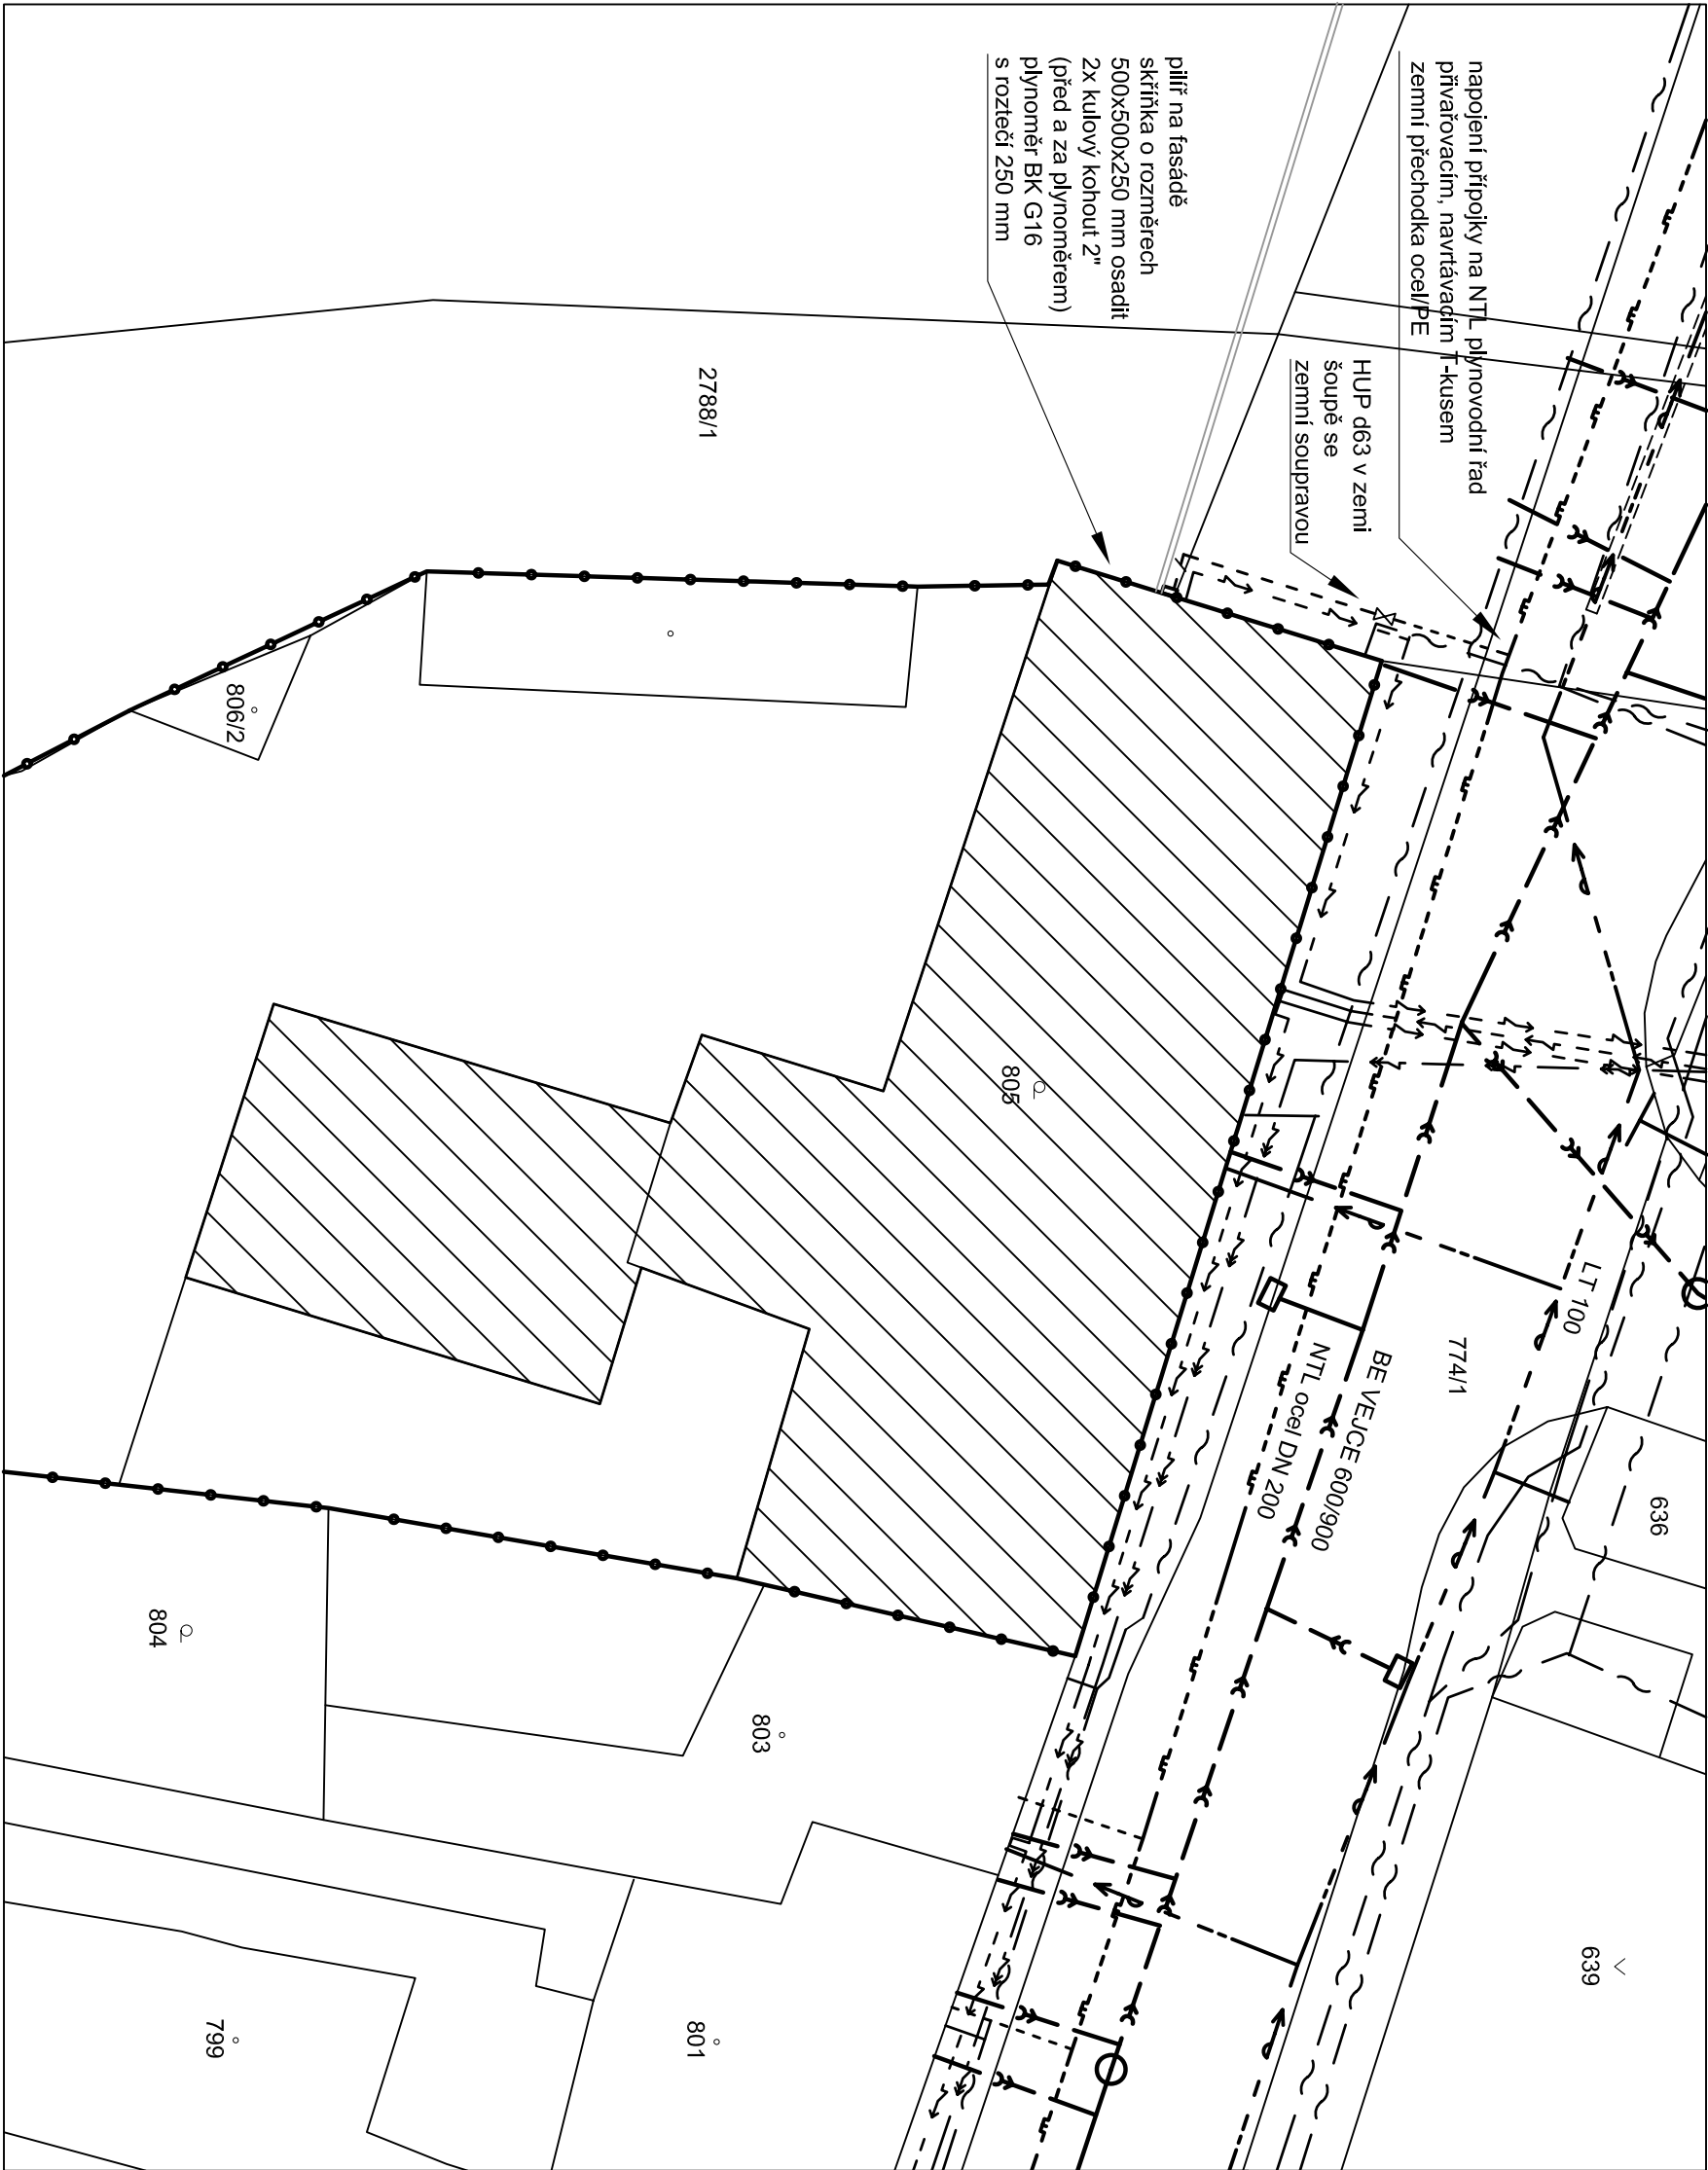 napojení přípojky na NTL plynovodní řad
přivařovacím, navrtávacím T-kusem
zemní přechodka ocel/PE
pilíř na fasádě
skříňka o rozměrech
500x500x250 mm osadit
2x kulový kohout 2"
(před a za plynoměrem)
plynoměr BK G16
s roztečí 250 mm
HUP d63 v zemi
šoupě se
zemní soupravou
2788/1
806/2
805
LT 100
774/1
BE VEJCE 600/900
NTL ocel DN 200
636
804
803
639
801
799